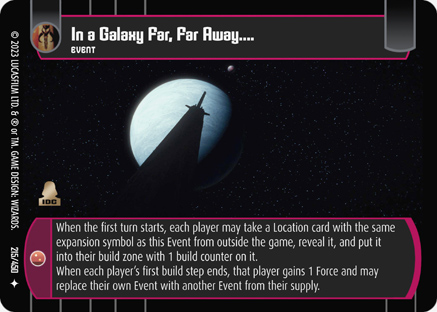 In a Galaxy Far, Far Away....
EVENT
IDC
When the first turn starts, each player may take a Location card with the same
expansion symbol as this Event from outside the game, reveal it, and put it
into their build zone with 1 build counter on it.
When each player's first build step ends, that player gains 1 Force and may
replace their own Event with another Event from their supply.
© 2023 LUCASFILM LTD. & ® or TM. GAME DESIGN: WIZARDS.
215/450